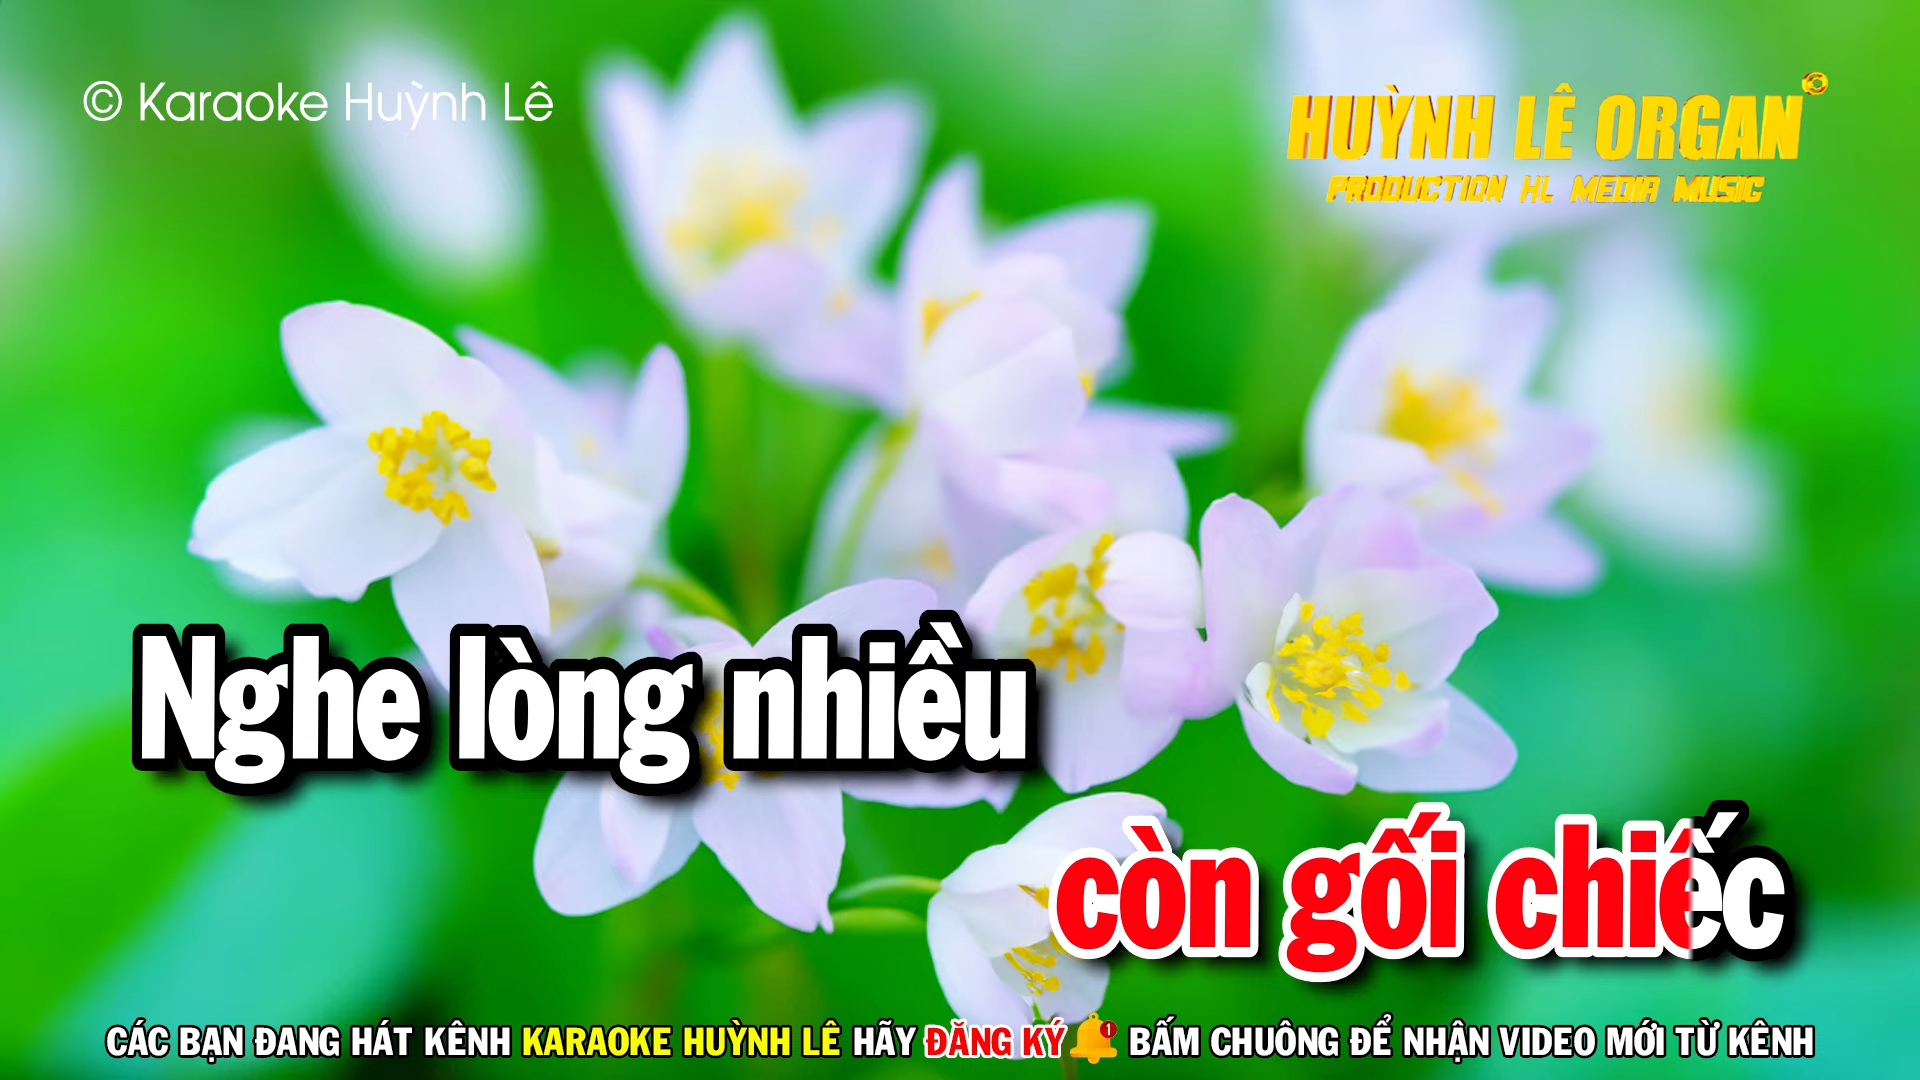 © Karaoke Huỳnh Lê
HUỲNH LÊ ORGAN
PRODUCTION HL MEDIA MUSIC
Nghe lòng nhiều
còn gối chiếc
CÁC BẠN ĐANG HÁT KÊNH KARAOKE HUỲNH LÊ HÃY ĐĂNG KÝ 1 BẤM CHUÔNG ĐỂ NHẬN VIDEO MỚI TỪ KÊNH